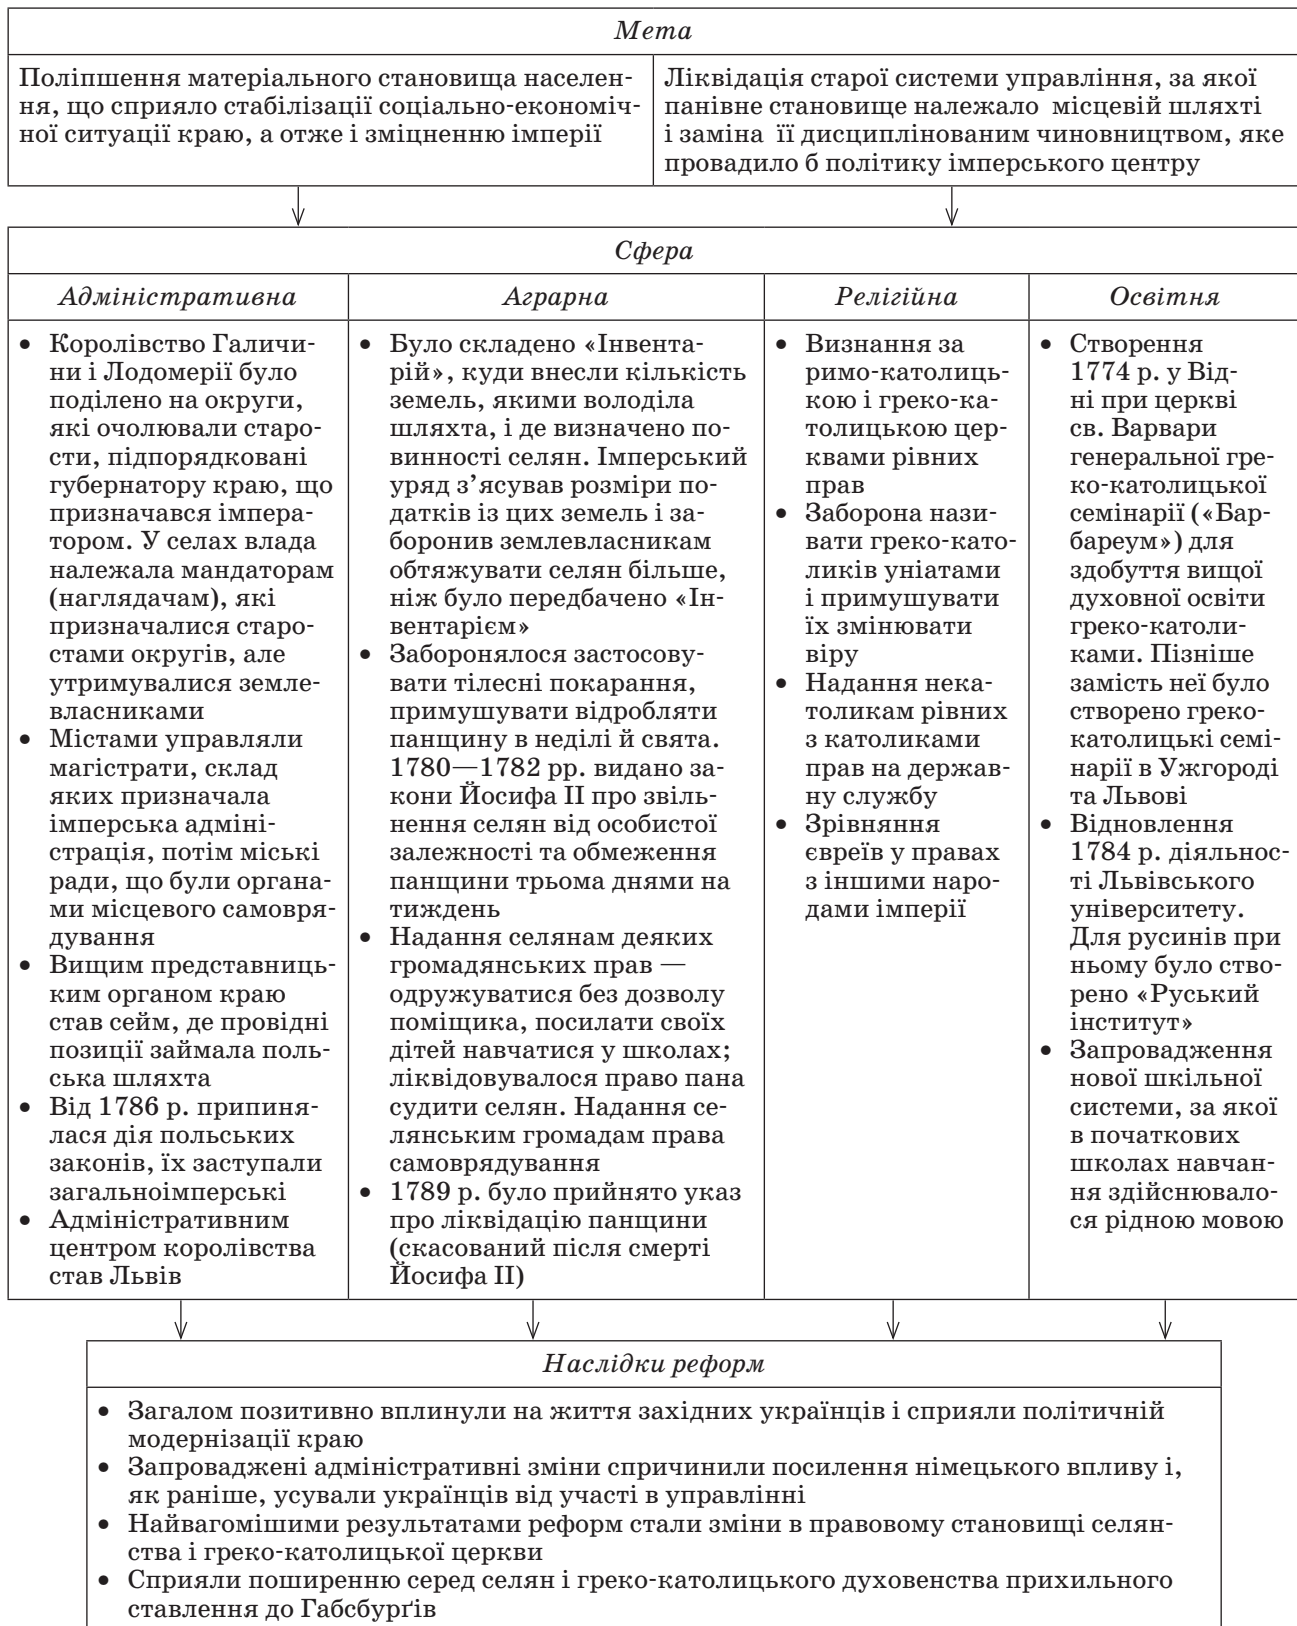 Мета
Поліпшення матеріального становища населен-
ня, що сприяло стабілізації соціально-економіч-
ної ситуації краю, а отже і зміцненню імперії
Ліквідація старої системи управління, за якої
панівне становище належало місцевій шляхті
і заміна її дисциплінованим чиновництвом, яке
провадило б політику імперського центру
Сфера
Адміністративна
• Королівство Галичи-
ни і Лодомерії було
поділено на округи,
які очолювали старо-
сти, підпорядковані
губернатору краю, що
призначався імпера-
тором. У селах влада
належала мандаторам
(наглядачам), які
призначалися старо-
стами округів, але
утримувалися земле-
власниками
• Містами управляли
магістрати, склад
яких призначала
імперська адміні-
страція, потім міські
ради, що були органа-
ми місцевого самовря-
дування
• Вищим представниць-
ким органом краю
став сейм, де провідні
позиції займала поль-
ська шляхта
• Від 1786 р. припиня-
лася дія польських
законів, їх заступали
загальноімперські
• Адміністративним
центром королівства
став Львів
Аграрна
• Було складено «Інвента-
рій», куди внесли кількість
земель, якими володіла
шляхта, і де визначено по-
винності селян. Імперський
уряд з’ясував розміри по-
датків із цих земель і за-
боронив землевласникам
обтяжувати селян більше,
ніж було передбачено «Ін-
вентарієм»
• Заборонялося застосову-
вати тілесні покарання,
примушувати відробляти
панщину в неділі й свята.
1780—1782 рр. видано за-
кони Йосифа II про звіль-
нення селян від особистої
залежності та обмеження
панщини трьома днями на
тиждень
• Надання селянам деяких
громадянських прав —
одружуватися без дозволу
поміщика, посилати своїх
дітей навчатися у школах;
ліквідовувалося право пана
судити селян. Надання се-
лянським громадам права
самоврядування
• 1789 р. було прийнято указ
про ліквідацію панщини
(скасований після смерті
Йосифа II)
Релігійна
• Визнання за
римо-католиць-
кою і греко-ка-
толицькою цер-
квами рівних
прав
• Заборона нази-
вати греко-като-
ликів уніатами
і примушувати
їх змінювати
віру
• Надання нека-
толикам рівних
з католиками
прав на держав-
ну службу
• Зрівняння
євреїв у правах
з іншими наро-
дами імперії
Освітня
• Створення
1774 р. у Від-
ні при церкві
св. Варвари
генеральної гре-
ко-католицької
семінарії («Бар-
бареум») для
здобуття вищої
духовної освіти
греко-католи-
ками. Пізніше
замість неї було
створено греко-
католицькі семі-
нарії в Ужгороді
та Львові
• Відновлення
1784 р. діяльнос-
ті Львівського
університету.
Для русинів при
ньому було ство-
рено «Руський
інститут»
• Запровадження
нової шкільної
системи, за якої
в початкових
школах навчан-
ня здійснювало-
ся рідною мовою
Наслідки реформ
• Загалом позитивно вплинули на життя західних українців і сприяли політичній
модернізації краю
• Запроваджені адміністративні зміни спричинили посилення німецького впливу і,
як раніше, усували українців від участі в управлінні
• Найвагомішими результатами реформ стали зміни в правовому становищі селян-
ства і греко-католицької церкви
• Сприяли поширенню серед селян і греко-католицького духовенства прихильного
ставлення до Габсбурґів